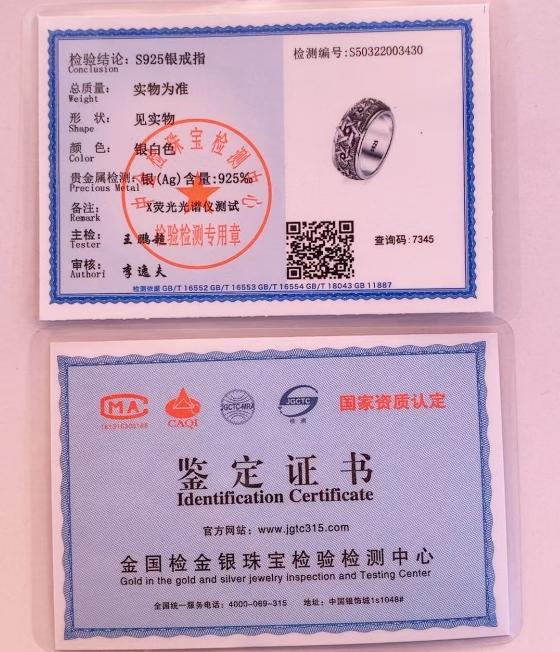 检验结论：S925银戒指
Conclusion
检测编号:S50322003430
总质量： 实物为准
Weight
形 状： 见实物
Shape
颜 色： 银白色
Color
贵金属检测:银(Ag)含量:925‰
Precious Metal
备注： X荧光光谱仪测试
Remark
主检： 王鹏超
Tester
审核： 李逸夫
Authori
检验检测专用章
925
查询码：7345
检测依据 GB/T 16552 GB/T 16553 GB/T 16554 GB/T 18043 GB 11887
CMA
CAQI
JGCTC-MRA
JGCTC
检测
国家资质认定
鉴定证书
Identification Certificate
官方网站：www.jgtc315.com
金国检金银珠宝检验检测中心
Gold in the gold and silver jewelry inspection and Testing Center
全国统一服务电话：4000-069-315 地址：中国银饰城1s1048#